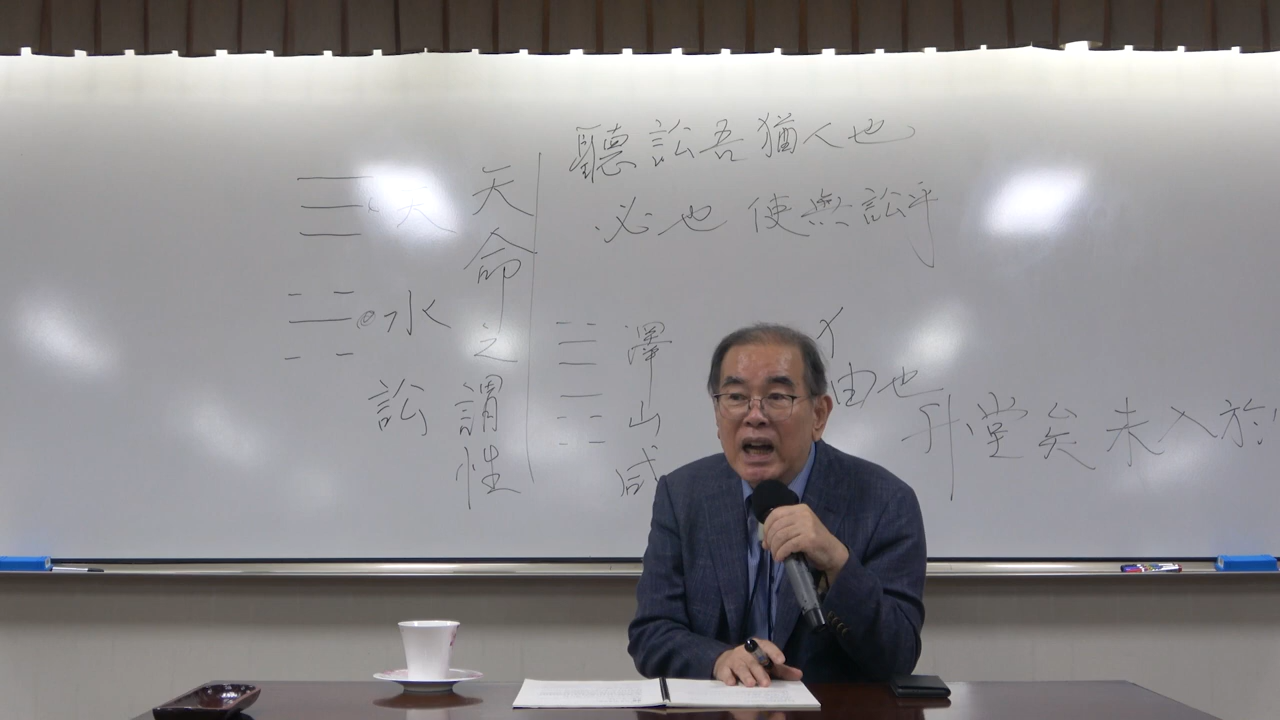 聽訟吾猶人也
必也使無訟乎
天命之謂性
天
水
訟
澤山咸
由也
升堂矣未入於